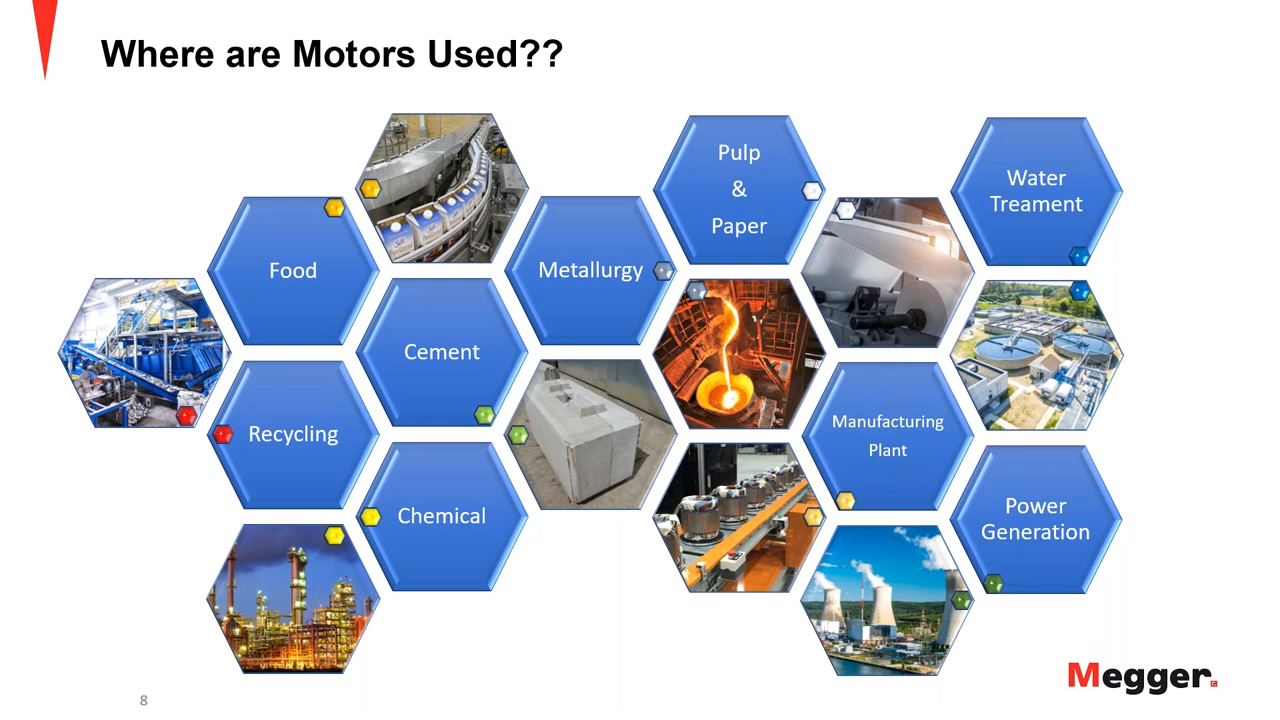 Where are Motors Used??
Pulp
&
Paper
Water
Treament
Food
Metallurgy
Cement
Recycling
Manufacturing
Plant
Chemical
Power
Generation
Megger
8